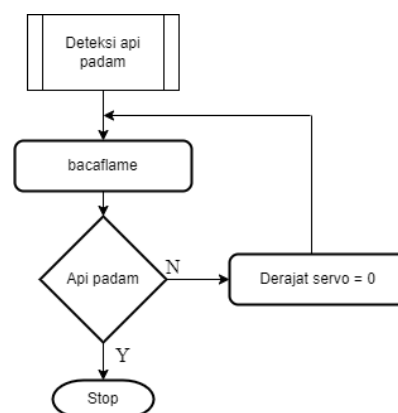 Deteksi api
padam
bacaflame
Api padam
N
Derajat servo = 0
Y
Stop